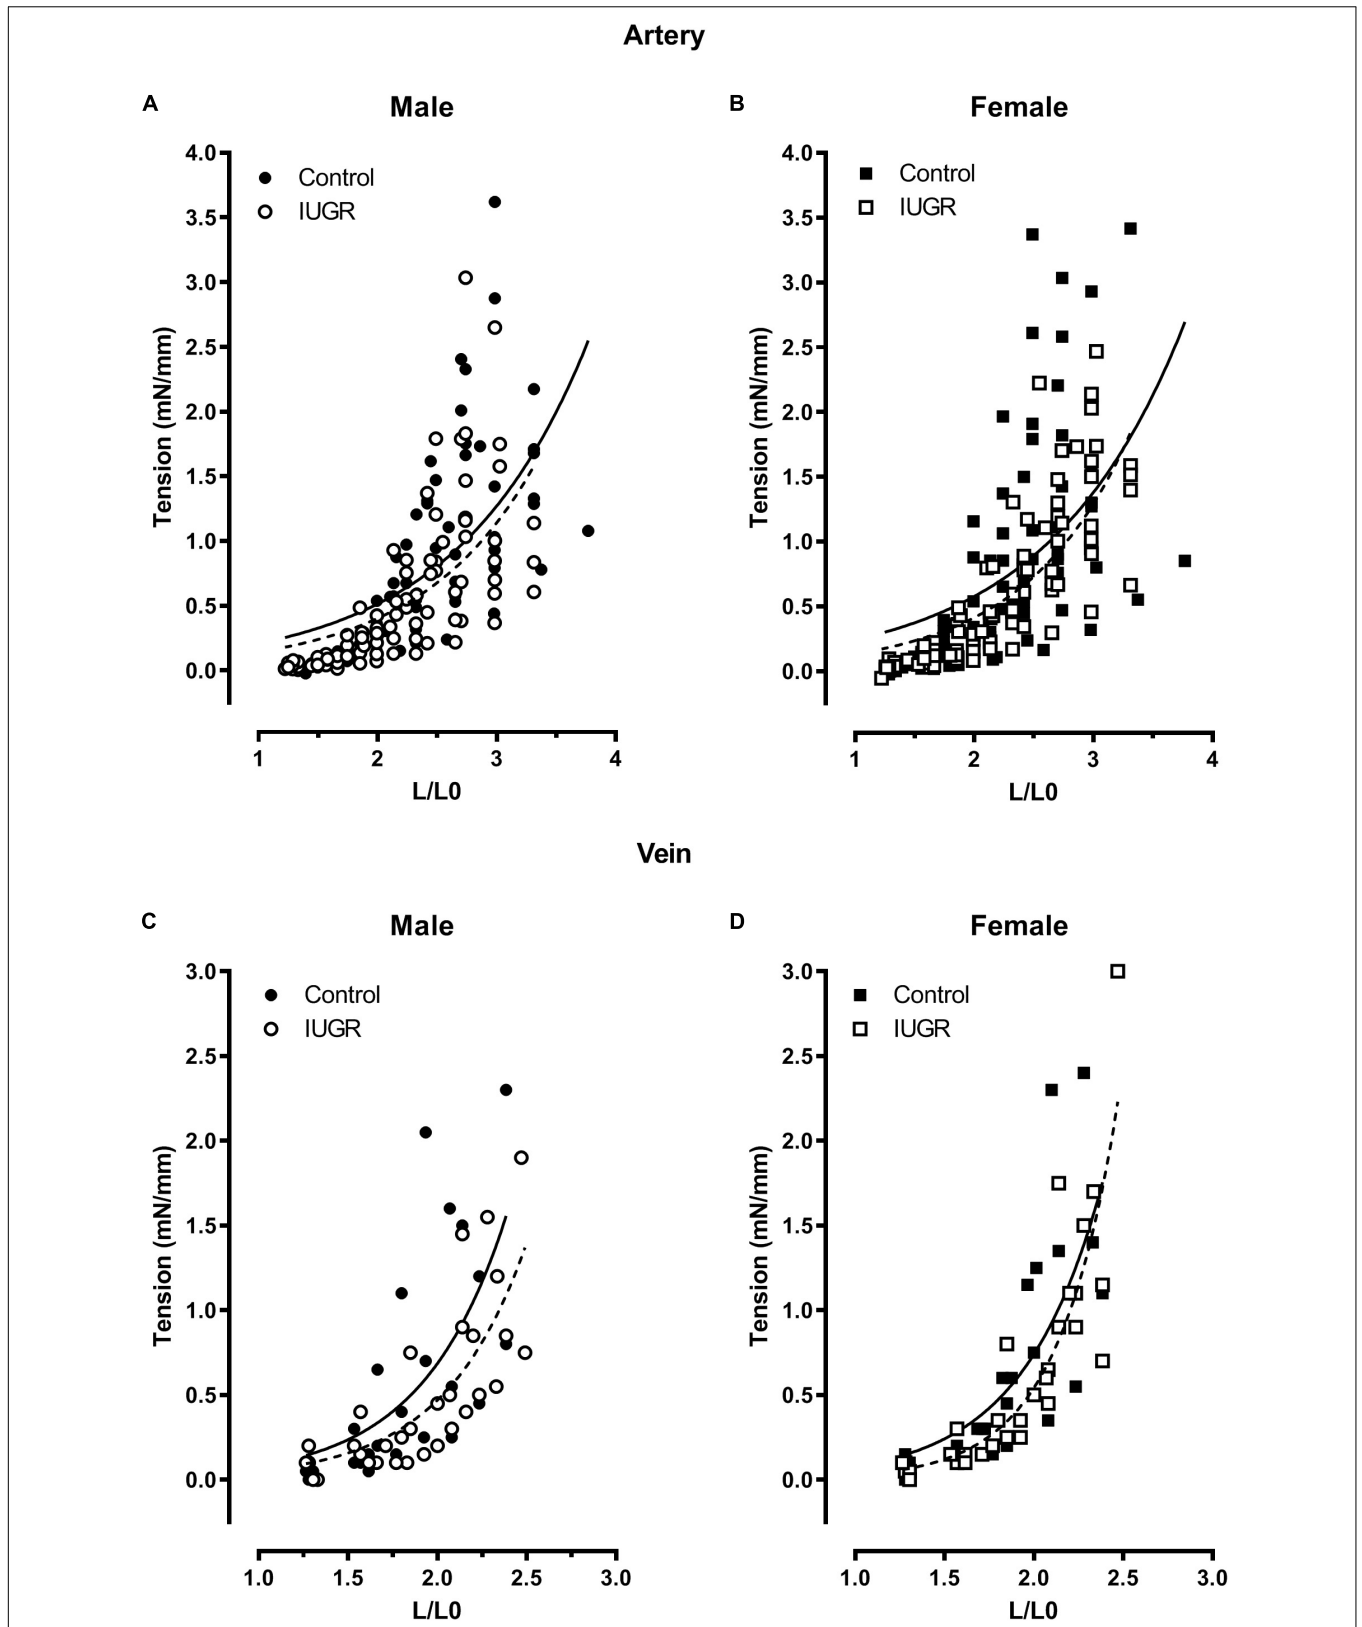 Artery
A
Male
Control
IUGR
Tension (mN/mm)
4.0
3.5
3.0
2.5
2.0
1.5
1.0
0.5
0.0
1 2 3 4
L/L0
B
Female
Control
IUGR
Tension (mN/mm)
4.0
3.5
3.0
2.5
2.0
1.5
1.0
0.5
0.0
1 2 3 4
L/L0
Vein
C
Male
Control
IUGR
Tension (mN/mm)
3.0
2.5
2.0
1.5
1.0
0.5
0.0
1.0 1.5 2.0 2.5 3.0
L/L0
D
Female
Control
IUGR
Tension (mN/mm)
3.0
2.5
2.0
1.5
1.0
0.5
0.0
1.0 1.5 2.0 2.5 3.0
L/L0